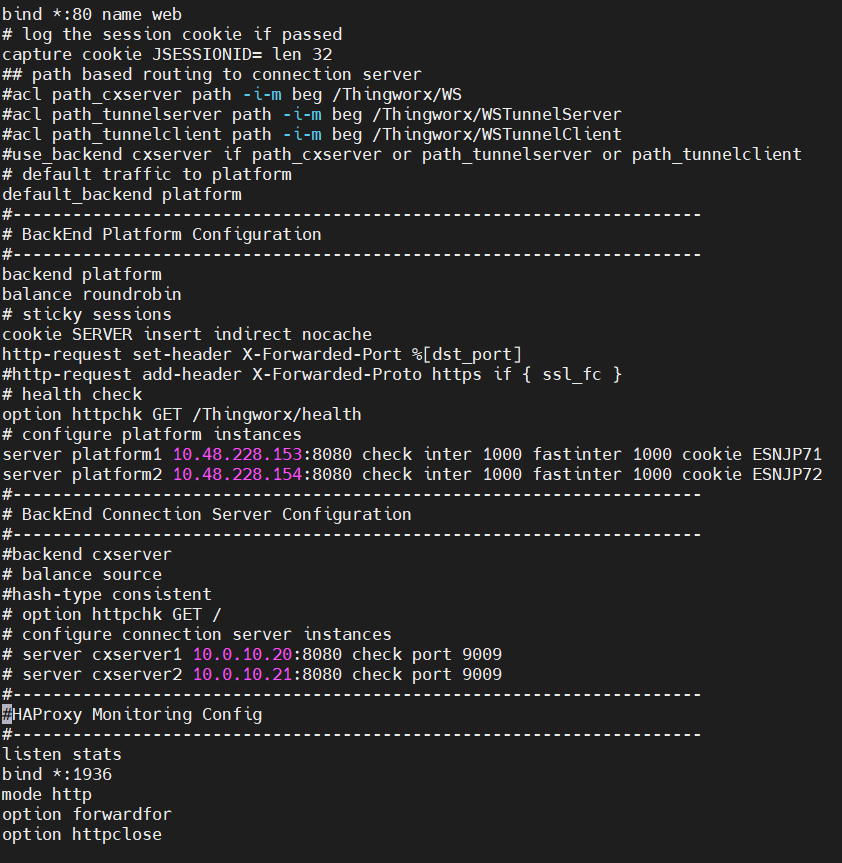 bind *:80 name web
# log the session cookie if passed
capture cookie JSESSIONID= len 32
## path based routing to connection server
#acl path_cxserver path -i-m beg /Thingworx/WS
#acl path_tunnelserver path -i-m beg /Thingworx/WSTunnelServer
#acl path_tunnelclient path -i-m beg /Thingworx/WSTunnelClient
#use_backend cxserver if path_cxserver or path_tunnelserver or path_tunnelclient
# default traffic to platform
default_backend platform
#---------------------------------------------------------------------
# BackEnd Platform Configuration
#---------------------------------------------------------------------
backend platform
balance roundrobin
# sticky sessions
cookie SERVER insert indirect nocache
http-request set-header X-Forwarded-Port %[dst_port]
#http-request add-header X-Forwarded-Proto https if { ssl_fc }
# health check
option httpchk GET /Thingworx/health
# configure platform instances
server platform1 10.48.228.153:8080 check inter 1000 fastinter 1000 cookie ESNJP71
server platform2 10.48.228.154:8080 check inter 1000 fastinter 1000 cookie ESNJP72
#---------------------------------------------------------------------
# BackEnd Connection Server Configuration
#---------------------------------------------------------------------
#backend cxserver
# balance source
#hash-type consistent
# option httpchk GET /
# configure connection server instances
# server cxserver1 10.0.10.20:8080 check port 9009
# server cxserver2 10.0.10.21:8080 check port 9009
#---------------------------------------------------------------------
#HAProxy Monitoring Config
#---------------------------------------------------------------------
listen stats
bind *:1936
mode http
option forwardfor
option httpclose